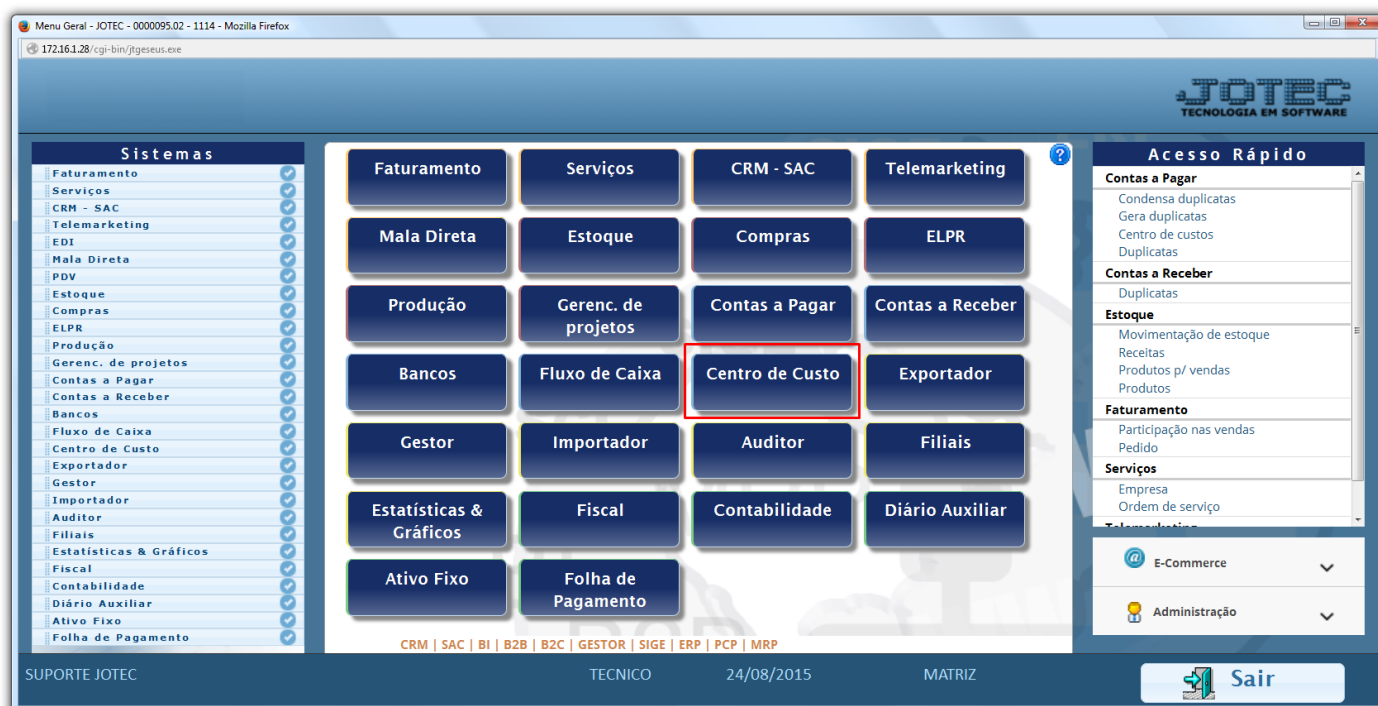 Menu Geral - JOTEC - 0000095.02 - 1114 - Mozilla Firefox
172.16.1.28/cgi-bin/jtgeseus.exe
JOTEC
TECNOLOGIA EM SOFTWARE
Sistemas
Faturamento
Serviços
CRM - SAC
Telemarketing
EDI
Mala Direta
PDV
Estoque
Compras
ELPR
Produção
Gerenc. de projetos
Contas a Pagar
Contas a Receber
Bancos
Fluxo de Caixa
Centro de Custo
Exportador
Gestor
Importador
Auditor
Filiais
Estatísticas & Gráficos
Fiscal
Contabilidade
Diário Auxiliar
Ativo Fixo
Folha de Pagamento
Faturamento
Serviços
CRM - SAC
Telemarketing
Mala Direta
Estoque
Compras
ELPR
Produção
Gerenc. de
projetos
Contas a Pagar
Contas a Receber
Bancos
Fluxo de Caixa
Centro de Custo
Exportador
Gestor
Importador
Auditor
Filiais
Estatísticas &
Gráficos
Fiscal
Contabilidade
Diário Auxiliar
Ativo Fixo
Folha de
Pagamento
CRM | SAC | BI | B2B | B2C | GESTOR | SIGE | ERP | PCP | MRP
?
Acesso Rápido
Contas a Pagar
Condensa duplicatas
Gera duplicatas
Centro de custos
Duplicatas
Contas a Receber
Duplicatas
Estoque
Movimentação de estoque
Receitas
Produtos p/ vendas
Produtos
Faturamento
Participação nas vendas
Pedido
Serviços
Empresa
Ordem de serviço
Telemarketing
@ E-Commerce
Administração
SUPORTE JOTEC
TECNICO
24/08/2015
MATRIZ
Sair